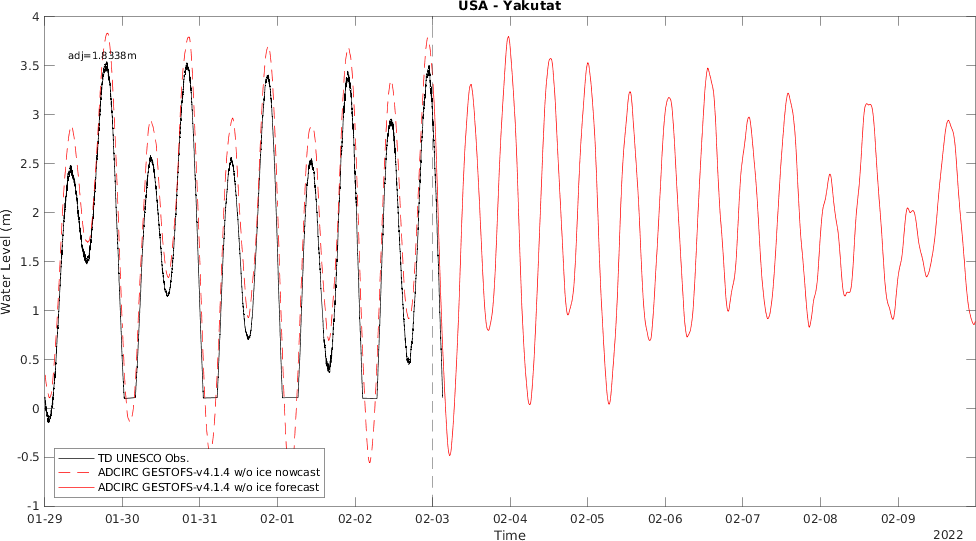 USA - Yakutat
adj=1.8338m
4
3.5
3
2.5
2
1.5
1
0.5
0
-0.5
-1
Water Level (m)
TD UNESCO Obs.
ADCIRC GESTOFS-v4.1.4 w/o ice nowcast
ADCIRC GESTOFS-v4.1.4 w/o ice forecast
01-29 01-30 01-31 02-01 02-02 02-03 02-04 02-05 02-06 02-07 02-08 02-09
Time
2022